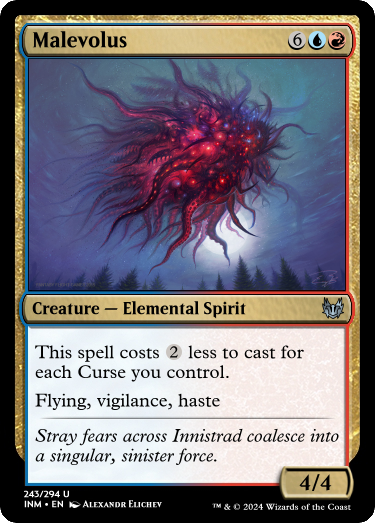 Malevolus 6
This spell costs 2 less to cast for
each Curse you control.
Flying, vigilance, haste
Stray fears across Innistrad coalesce into
a singular, sinister force.
Creature — Elemental Spirit
4/4
243/294 U
INM • EN Alexandr Elichev
™ & © 2024 Wizards of the Coast